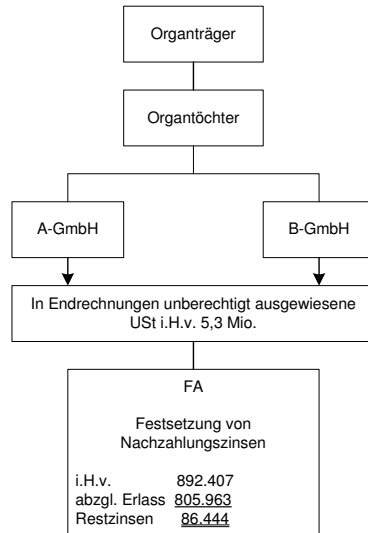 Organträger
Organtöchter
A-GmbH
B-GmbH
In Endrechnungen unberechtigt ausgewiesene
USt i.H.v. 5,3 Mio.
FA
Festsetzung von
Nachzahlungszinsen
i.H.v. 892.407
abzgl. Erlass 805.963
Restzinsen 86.444